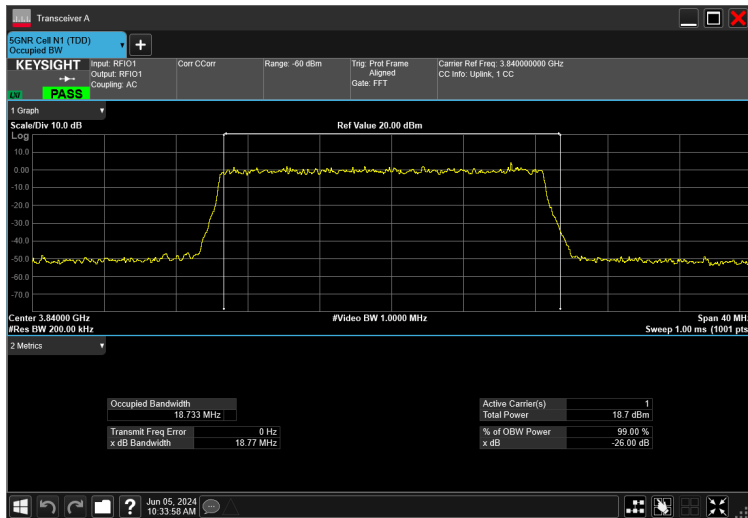 Transceiver A
5GNR Cell N1 (TDD)
Occupied BW
KEYSIGHT
LXI
PASS
Input: RFIO1
Output: RFIO1
Coupling: AC
Corr CCorr
Range: -60 dBm
Trig: Prot Frame
Aligned
Gate: FFT
Carrier Ref Freq: 3.840000000 GHz
CC Info: Uplink, 1 CC
1 Graph
Scale/Div 10.0 dB
Ref Value 20.00 dBm
Log
10.0
0.00
-10.0
-20.0
-30.0
-40.0
-50.0
-60.0
-70.0
Center 3.84000 GHz
#Video BW 1.0000 MHz
Span 40 MHz
#Res BW 200.00 kHz
Sweep 1.00 ms (1001 pts
2 Metrics
Occupied Bandwidth
18.733 MHz
Transmit Freq Error 0 Hz
x dB Bandwidth 18.77 MHz
Active Carrier(s) 1
Total Power 18.7 dBm
% of OBW Power 99.00 %
x dB -26.00 dB
Jun 05, 2024
10:33:58 AM